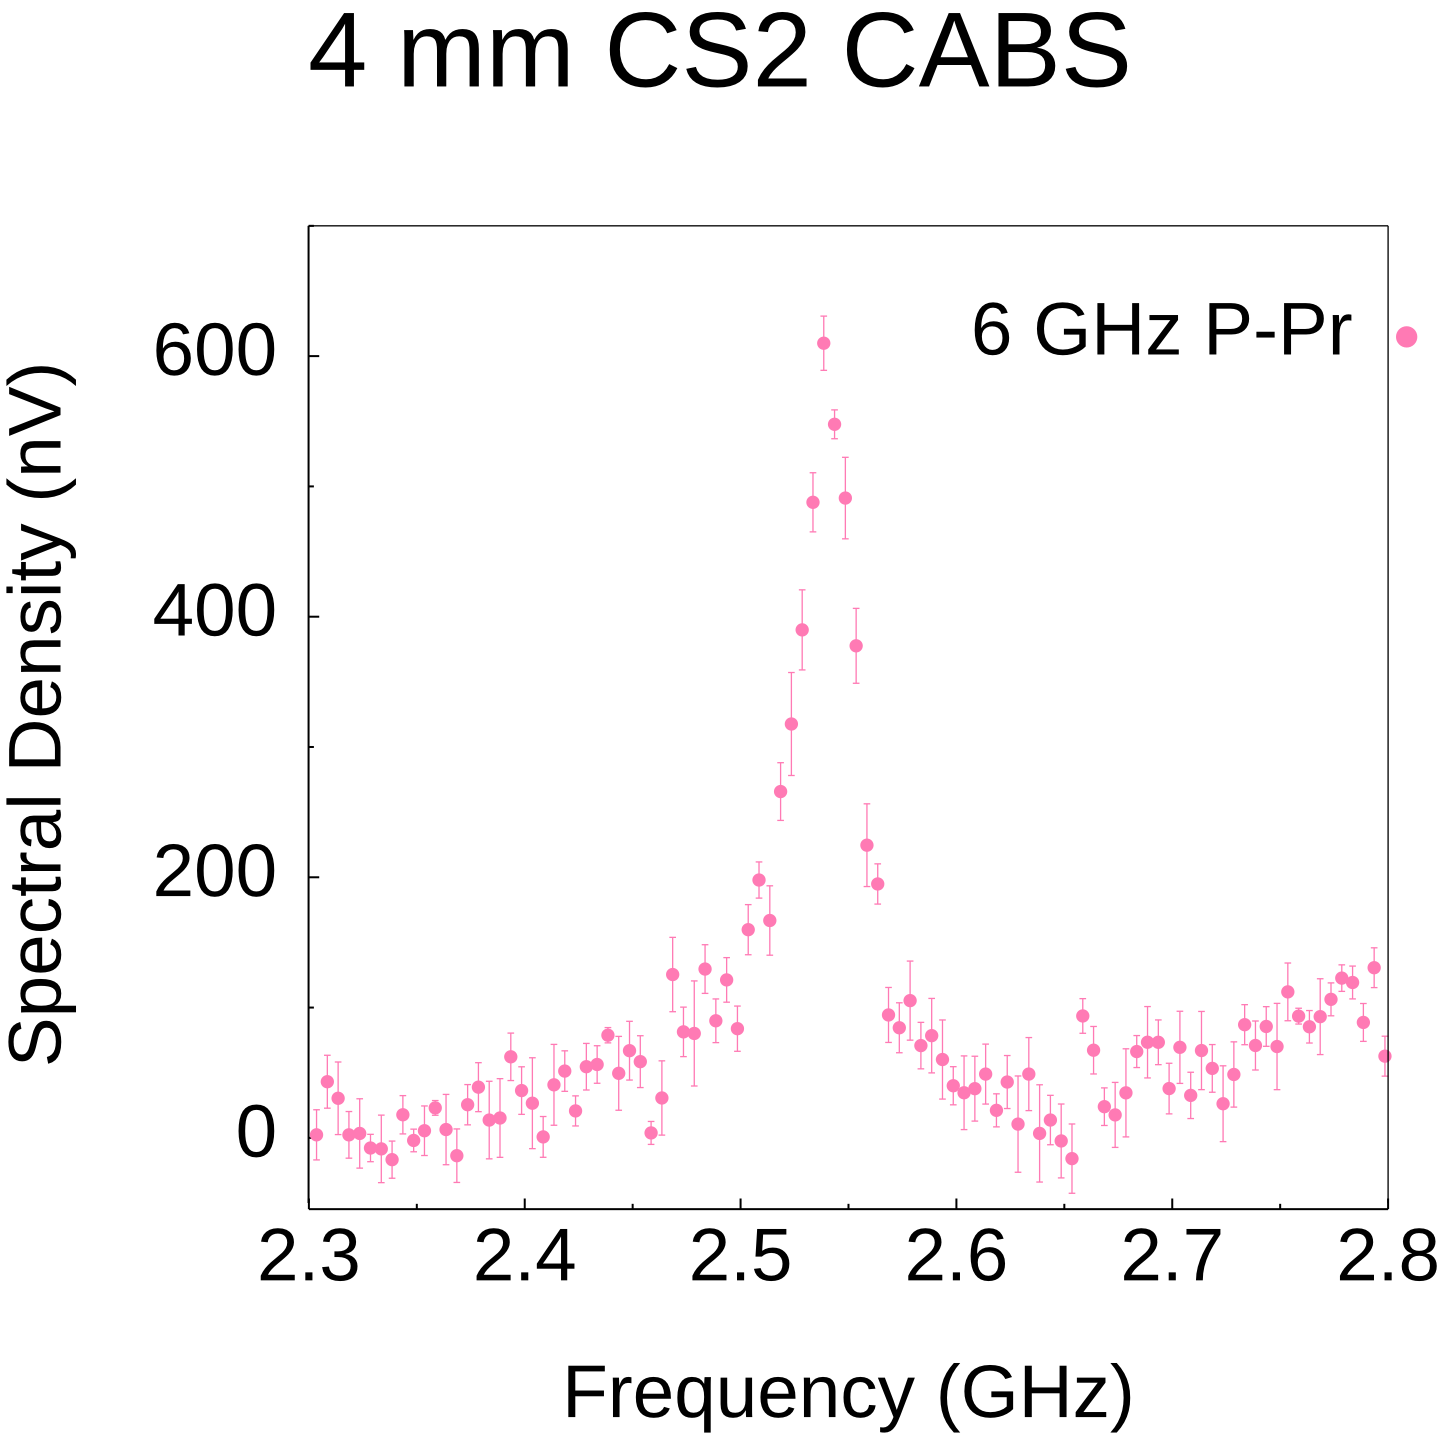 4 mm CS2 CABS
6 GHz P-Pr
Spectral Density (nV)
600
400
200
0
2.3 2.4 2.5 2.6 2.7 2.8
Frequency (GHz)